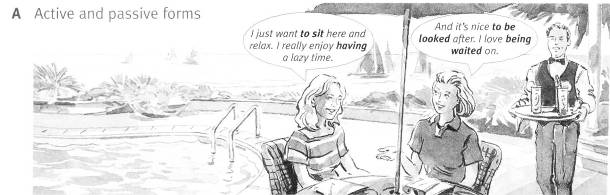 A Active and passive forms
I just want to sit here and
relax. I really enjoy having
a lazy time.
And it's nice to be
looked after. I love being
waited on.